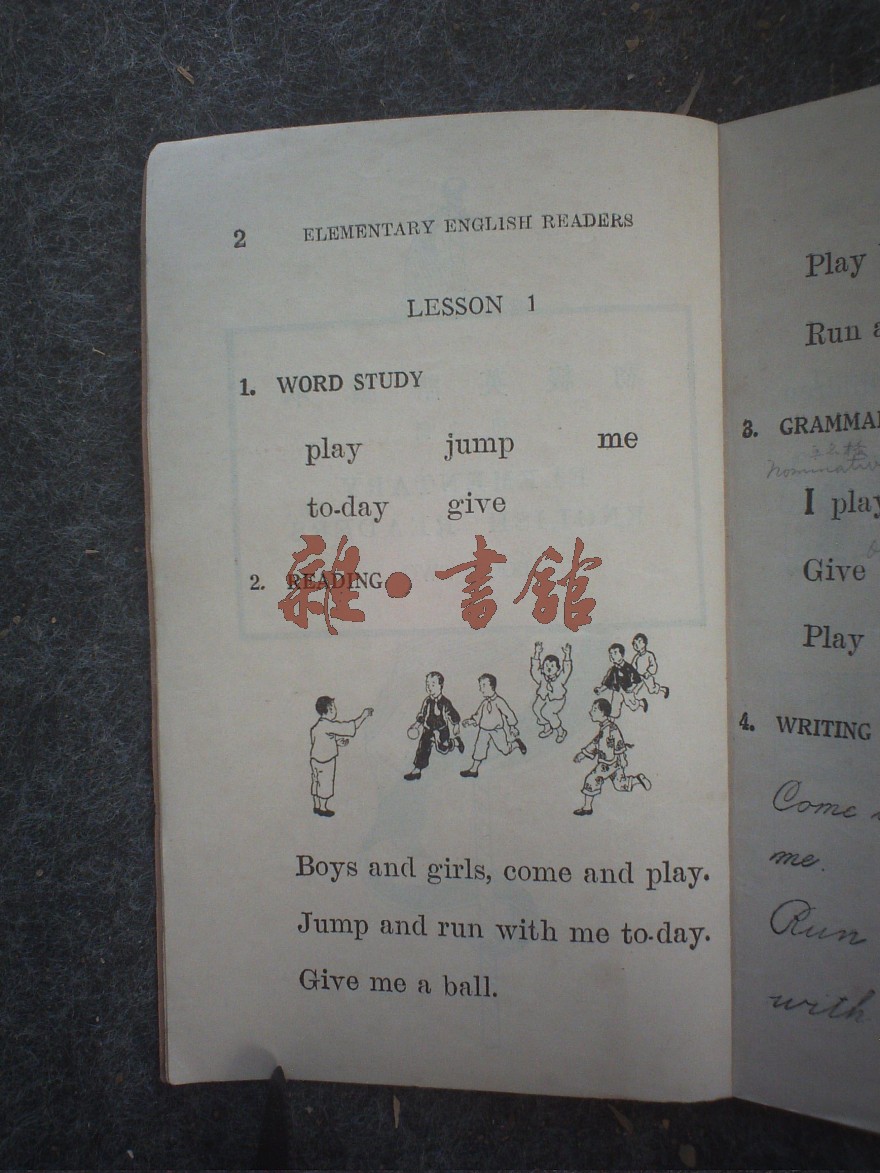 2 ELEMENTARY ENGLISH READERS
LESSON 1
1. WORD STUDY
play jump me
to-day give
2. READING
雜·書館
Boys and girls, come and play.
Jump and run with me to-day.
Give me a ball.
Play
Run
3.
I play
Give
Play
4. WRITING
Come
me.
Run
with